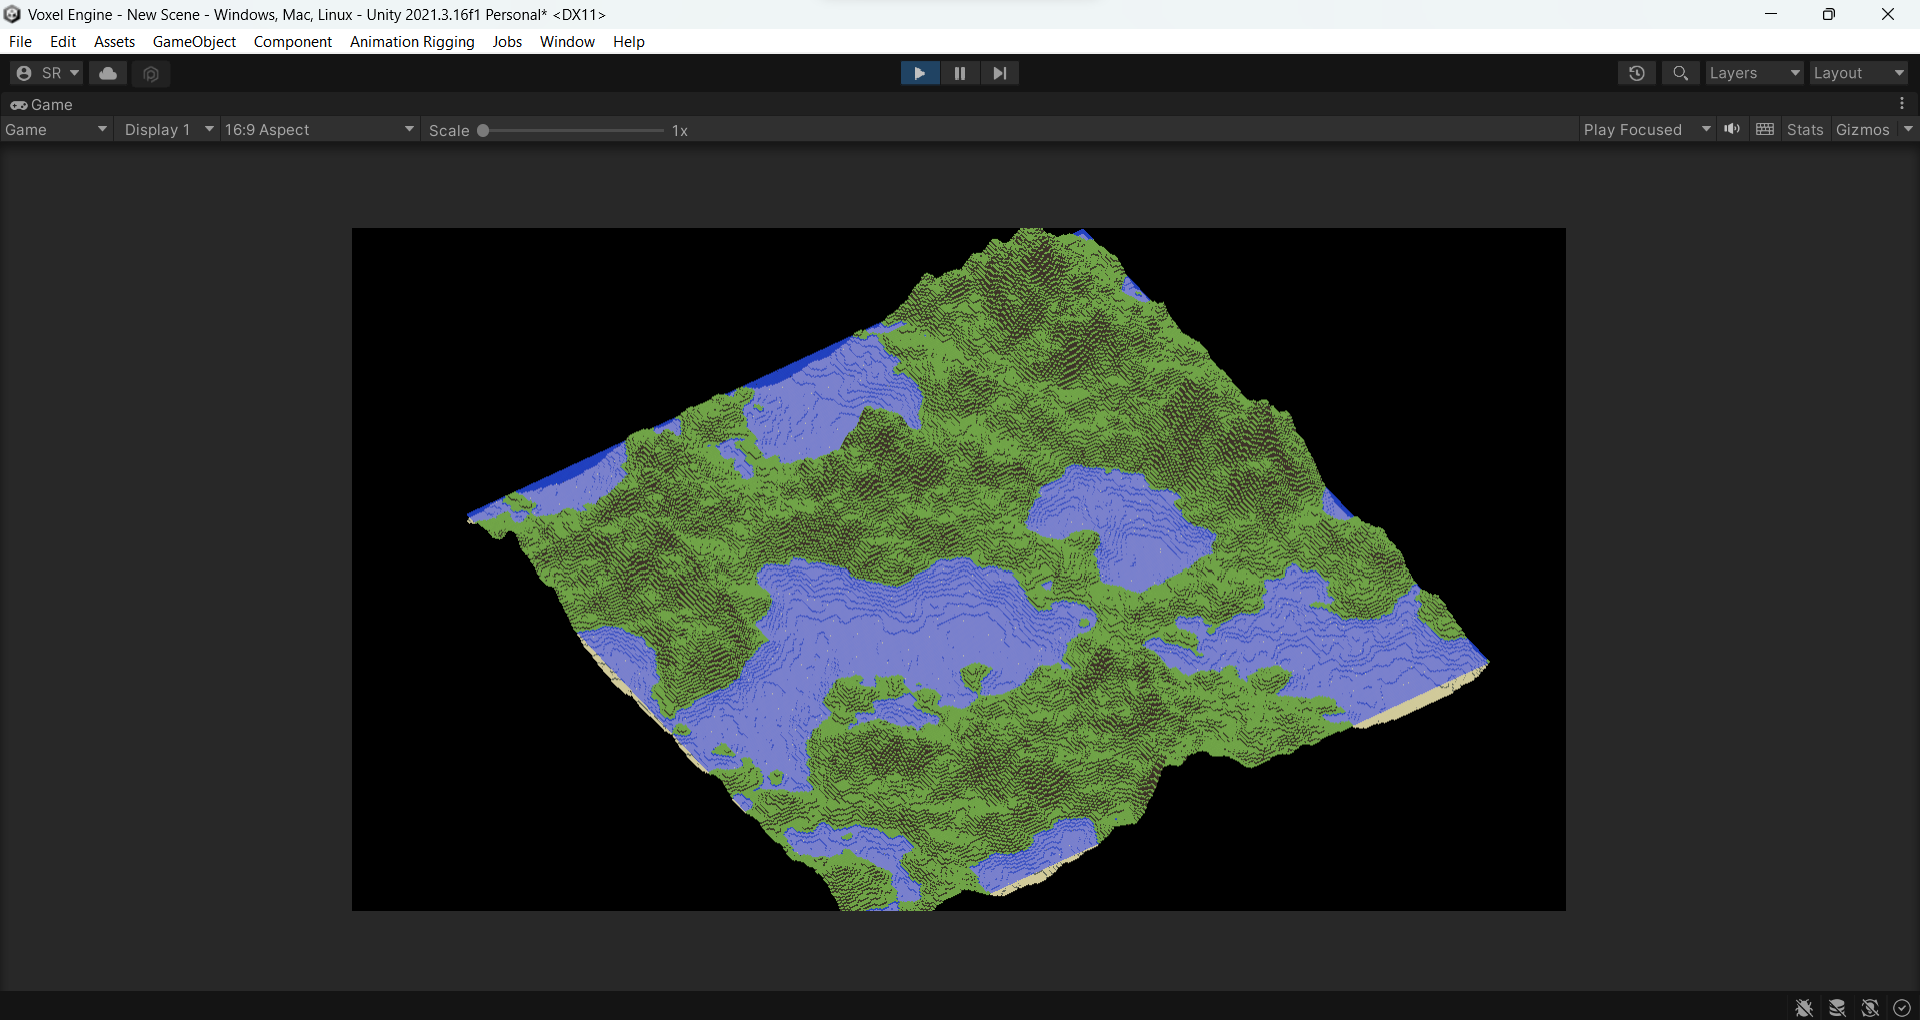 Voxel Engine - New Scene - Windows, Mac, Linux - Unity 2021.3.16f1 Personal* <DX11>
File Edit Assets GameObject Component Animation Rigging Jobs Window Help
SR Layers Layout
Game
Game Display 1 16:9 Aspect Scale 1x Play Focused Stats Gizmos